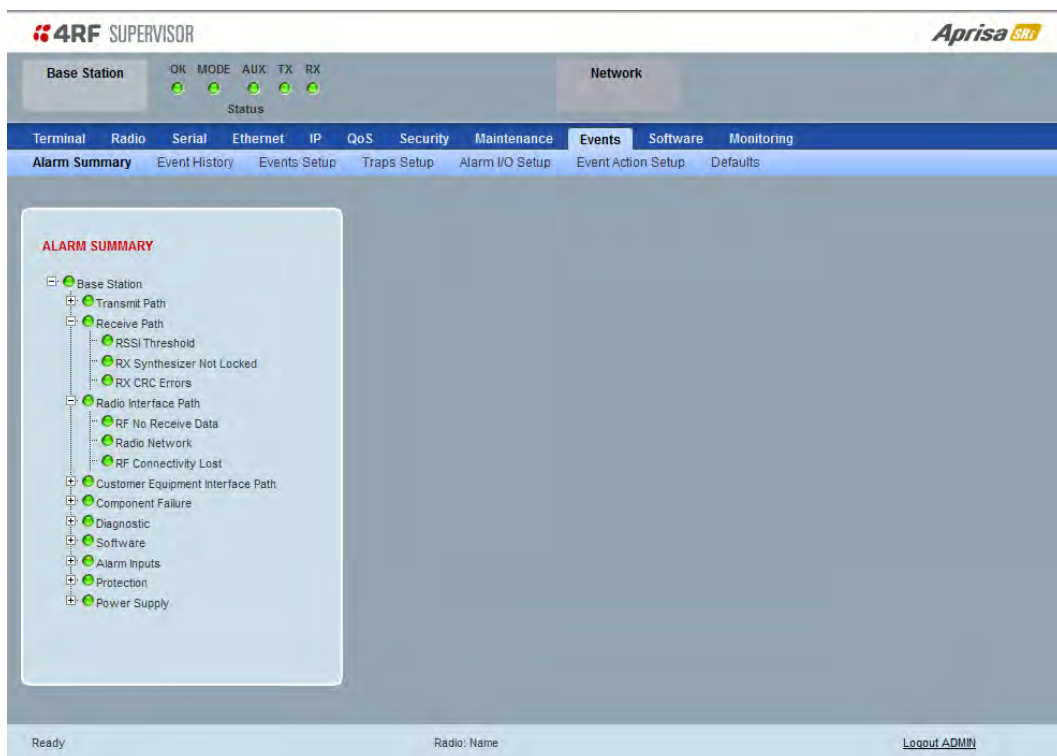 4RF SUPERVISOR
Aprisa SRi
Base Station
OK MODE AUX TX RX
Status
Network
Terminal Radio Serial Ethernet IP QoS Security Maintenance Events Software Monitoring
Alarm Summary Event History Events Setup Traps Setup Alarm I/O Setup Event Action Setup Defaults
ALARM SUMMARY
Base Station
Transmit Path
Receive Path
RSSI Threshold
RX Synthesizer Not Locked
RX CRC Errors
Radio Interface Path
RF No Receive Data
Radio Network
RF Connectivity Lost
Customer Equipment Interface Path
Component Failure
Diagnostic
Software
Alarm Inputs
Protection
Power Supply
Ready
Radio: Name
Logout ADMIN